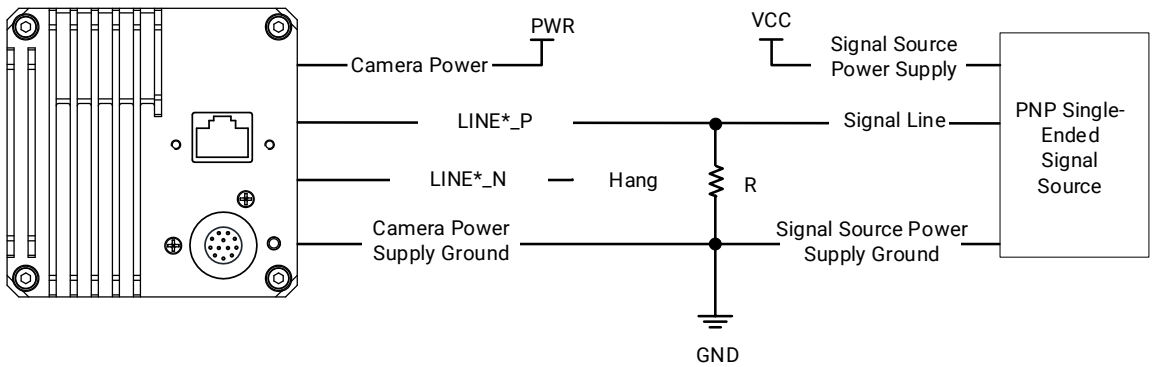 PWR
VCC
Camera Power
Signal Source
Power Supply
LINE*_P
Signal Line
PNP Single-
Ended
Signal
Source
LINE*_N
Hang
R
Camera Power
Supply Ground
Signal Source Power
Supply Ground
GND